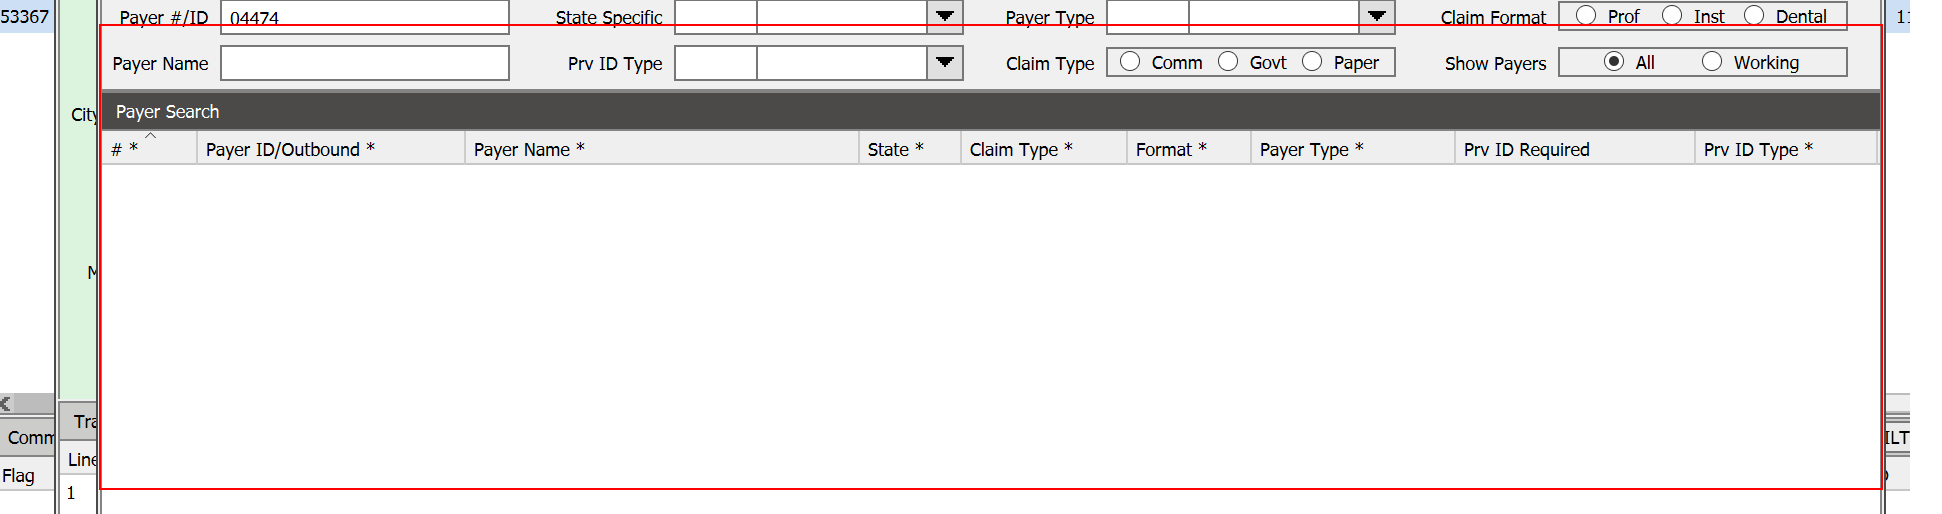 53367 Payer #/ID 04474 State Specific Payer Type Claim Format Prof Inst Dental 11
Payer Name Prv ID Type Claim Type Comm Govt Paper Show Payers All Working
City
Payer Search
# * Payer ID/Outbound * Payer Name * State * Claim Type * Format * Payer Type * Prv ID Required Prv ID Type *
M
Tra
Comm ILT
Line
Flag
1